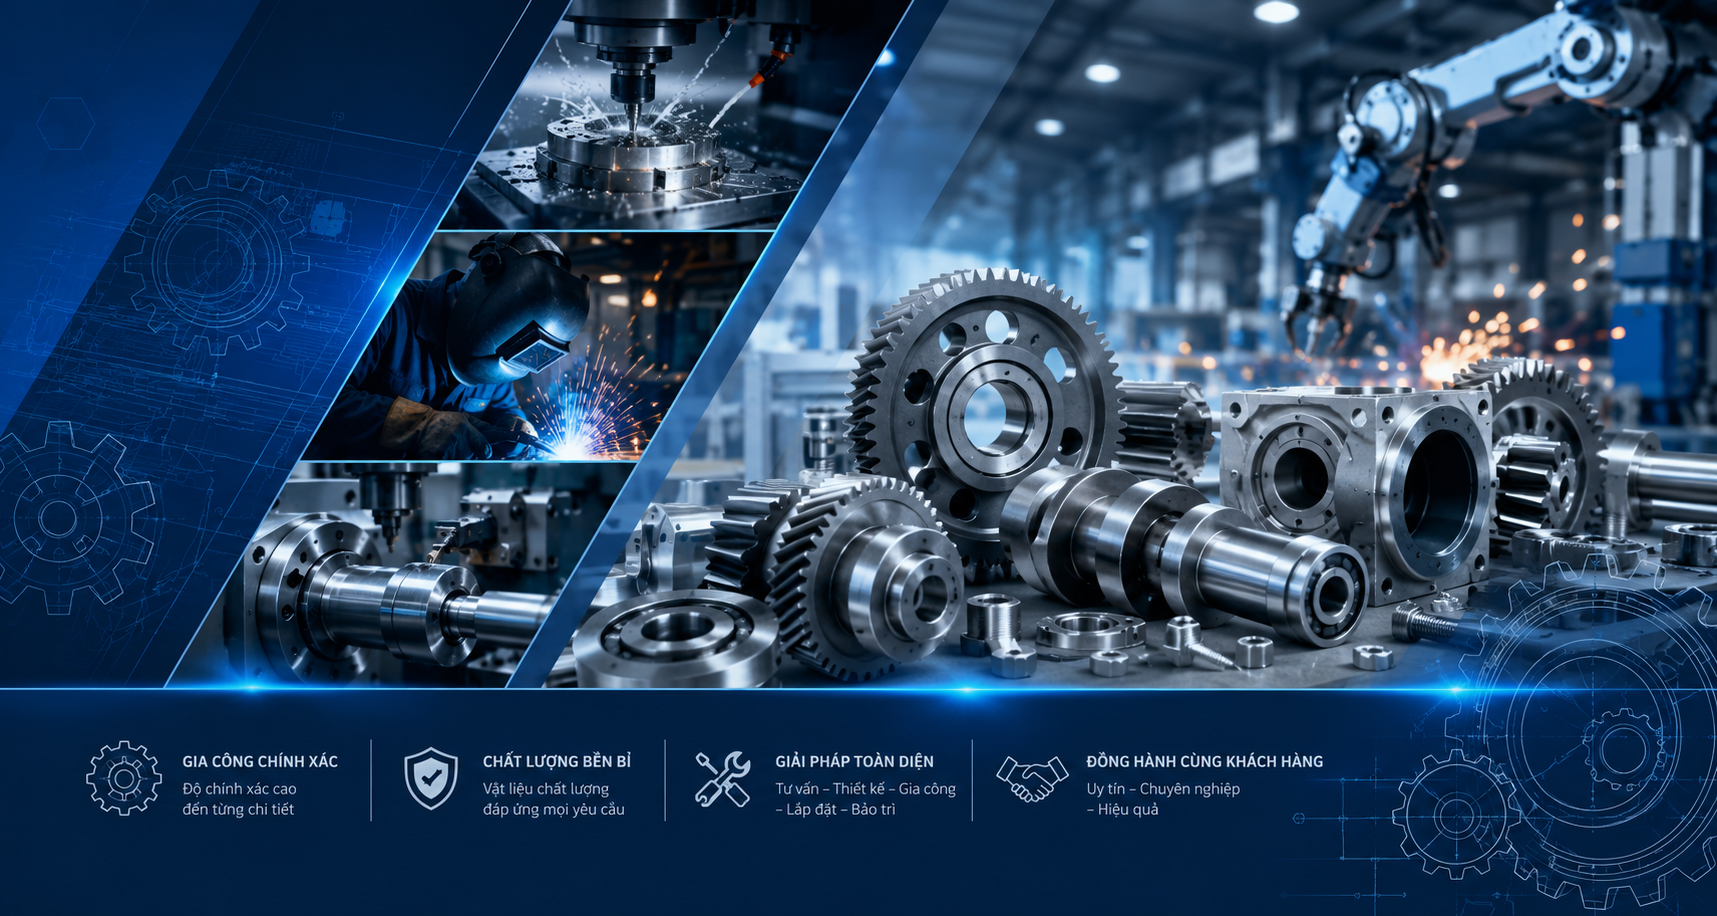 GIA CÔNG CHÍNH XÁC
Độ chính xác cao
đến từng chi tiết
CHẤT LƯỢNG BỀN BỈ
Vật liệu chất lượng
đáp ứng mọi yêu cầu
GIẢI PHÁP TOÀN DIỆN
Tư vấn – Thiết kế – Gia công
– Lắp đặt – Bảo trì
ĐỒNG HÀNH CÙNG KHÁCH HÀNG
Uy tín – Chuyên nghiệp
– Hiệu quả